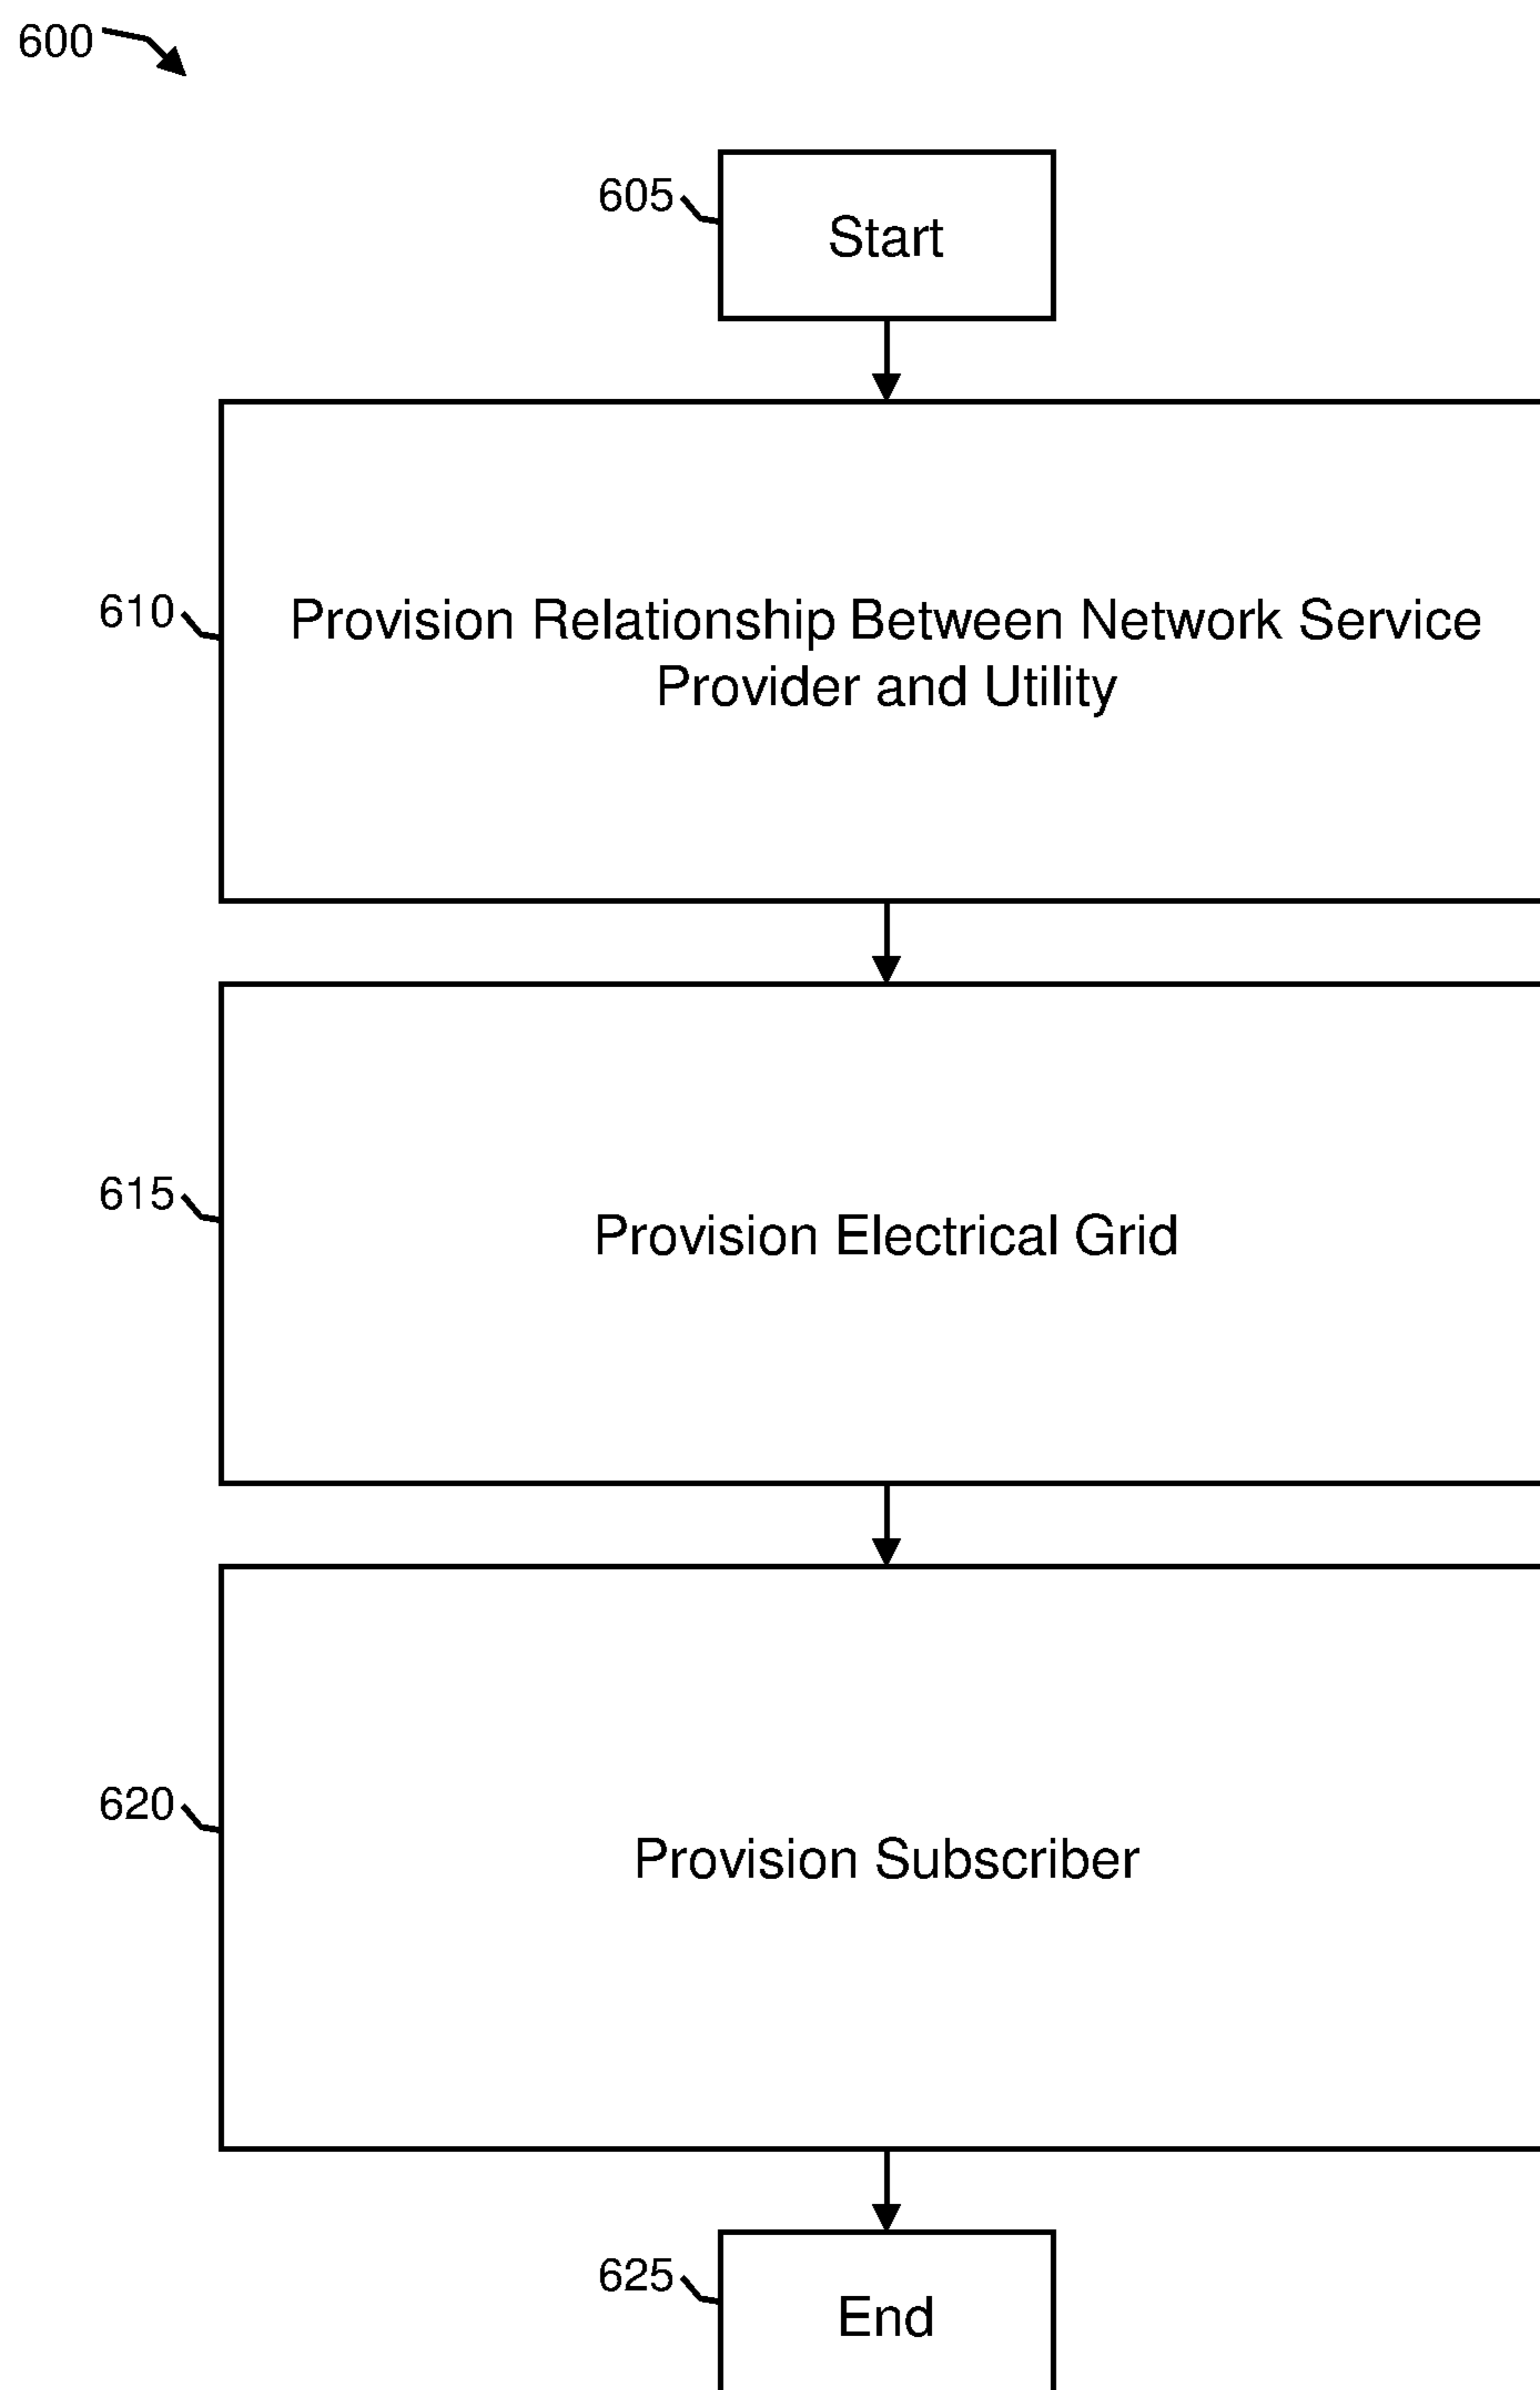 600
605
Start
610
Provision Relationship Between Network Service
Provider and Utility
615
Provision Electrical Grid
620
Provision Subscriber
625
End